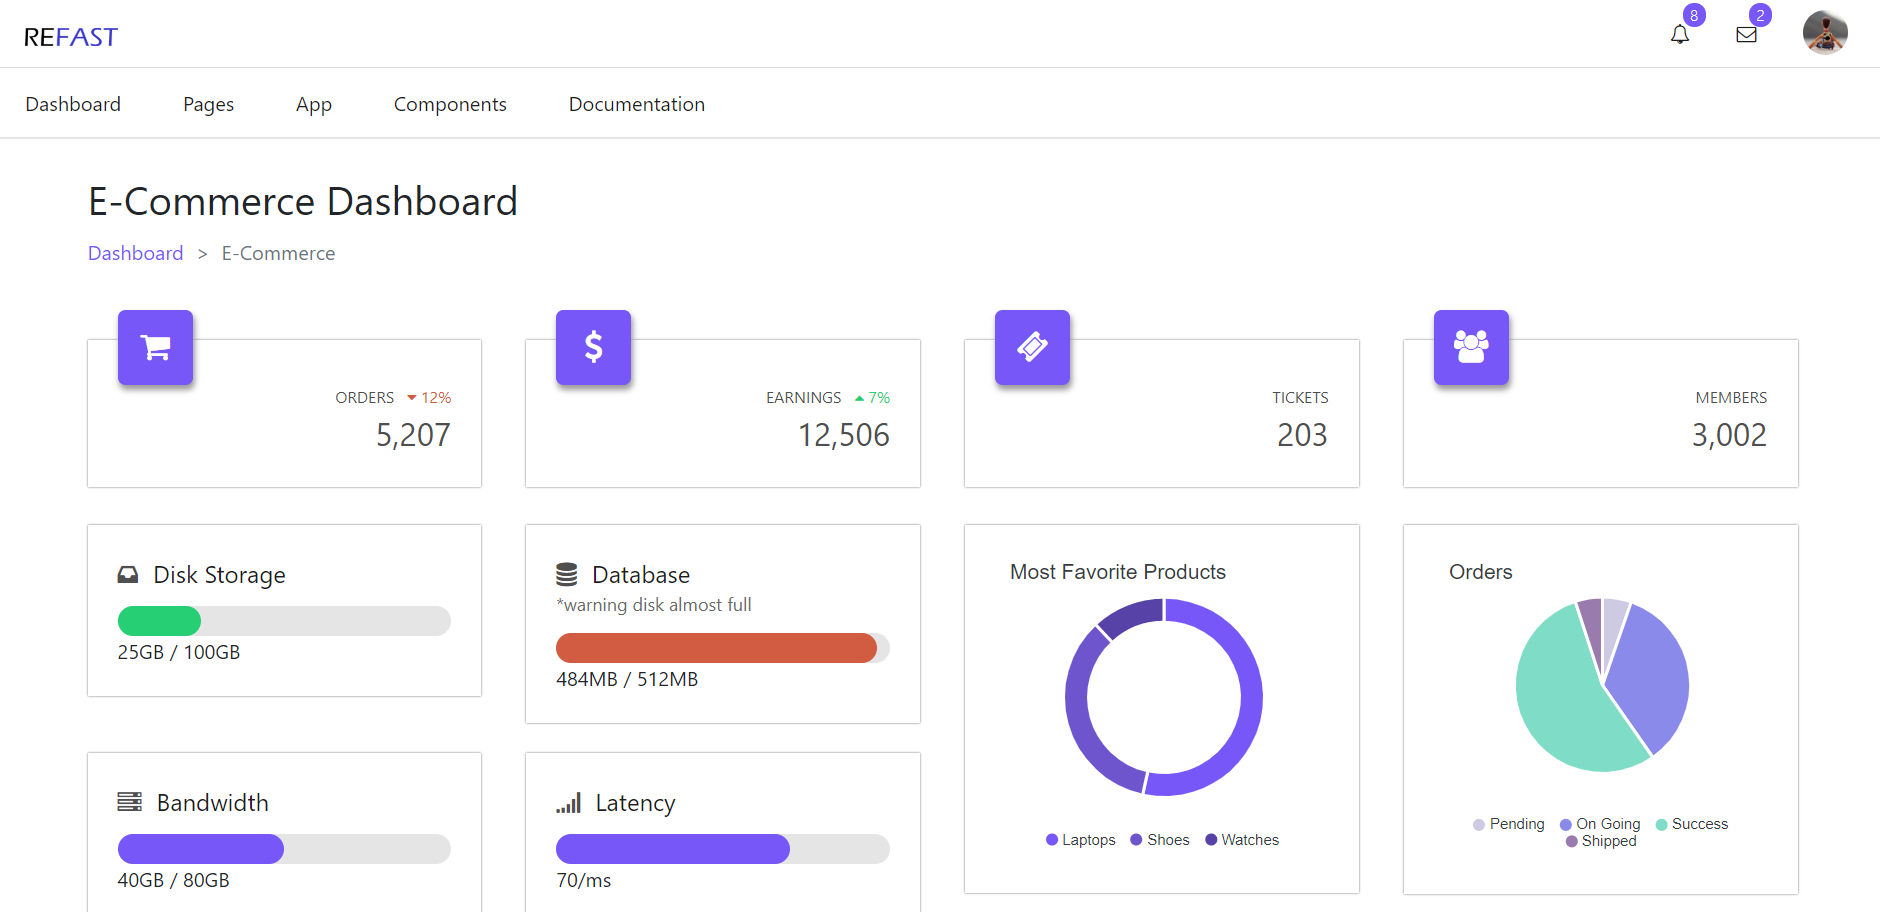 8
2
REFAST
Dashboard
Pages
App
Components
Documentation
E-Commerce Dashboard
Dashboard > E-Commerce
ORDERS 12%
5,207
EARNINGS 7%
12,506
TICKETS
203
MEMBERS
3,002
Disk Storage
25GB / 100GB
Database
*warning disk almost full
484MB / 512MB
Most Favorite Products
Laptops Shoes Watches
Orders
Pending On Going Success
Shipped
Bandwidth
40GB / 80GB
Latency
70/ms